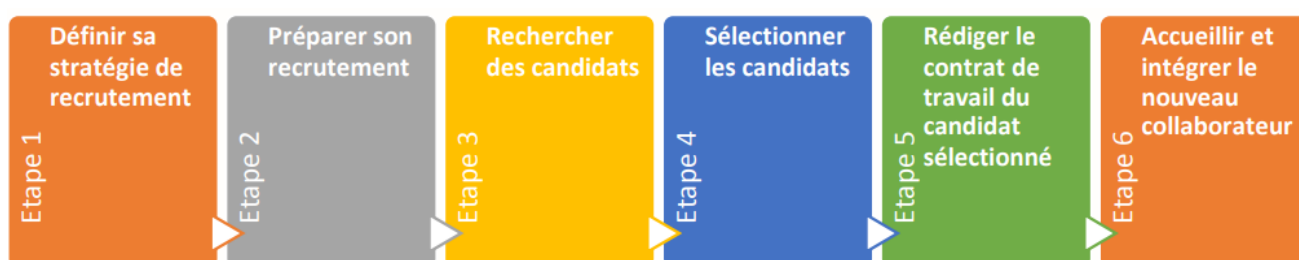 Etape 1
Définir sa
stratégie de
recrutement
Etape 2
Préparer son
recrutement
Etape 3
Rechercher
des candidats
Etape 4
Sélectionner
les candidats
Etape 5
Rédiger le
contrat de
travail du
candidat
sélectionné
Etape 6
Accueillir et
intégrer le
nouveau
collaborateur